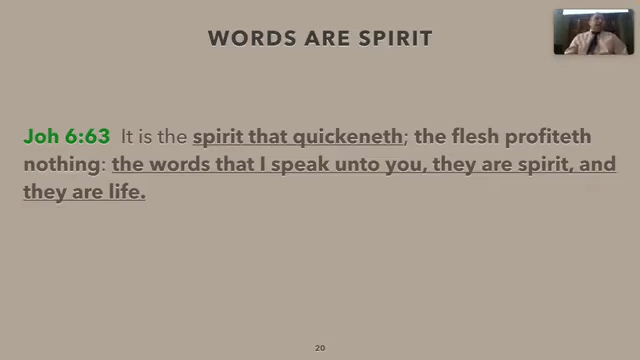 WORDS ARE SPIRIT
Joh 6:63 It is the spirit that quickeneth; the flesh profiteth
nothing: the words that I speak unto you, they are spirit, and
they are life.
20